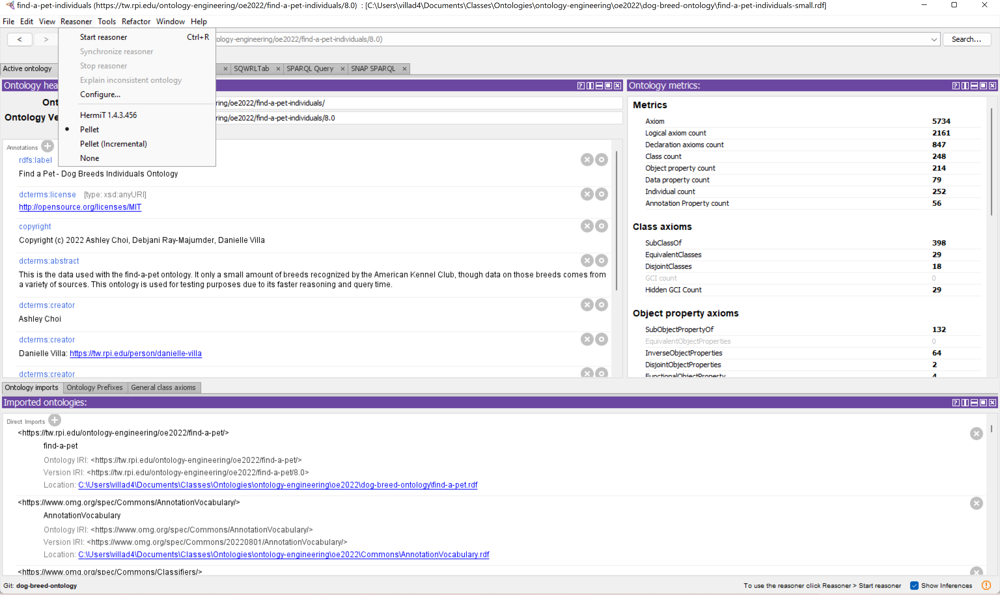 find-a-pet-individuals (https://tw.rpi.edu/ontology-engineering/oe2022/find-a-pet-individuals/8.0) : [C:\Users\villad4\Documents\Classes\Ontologies\ontology-engineering\oe2022\dog-breed-ontology\find-a-pet-individuals-small.rdf]
File Edit View Reasoner Tools Refactor Window Help
Start reasoner Ctrl+R
Synchronize reasoner
Stop reasoner
Explain inconsistent ontology
Configure...
HermiT 1.4.3.456
Pellet
Pellet (Incremental)
None
< > ology-engineering/oe2022/find-a-pet-individuals/8.0) Search...
Active ontology × SQWRLTab × SPARQL Query × SNAP SPARQL ×
Ontology hea
Ont ring/oe2022/find-a-pet-individuals/
Ontology Ve ring/oe2022/find-a-pet-individuals/8.0
Annotations
rdfs:label
Find a Pet - Dog Breeds Individuals Ontology
dcterms:license [type: xsd:anyURI]
http://opensource.org/licenses/MIT
copyright
Copyright (c) 2022 Ashley Choi, Debjani Ray-Majumder, Danielle Villa
dcterms:abstract
This is the data used with the find-a-pet ontology. It only a small amount of breeds recognized by the American Kennel Club, though data on those breeds comes from
a variety of sources. This ontology is used for testing purposes due to its faster reasoning and query time.
dcterms:creator
Ashley Choi
dcterms:creator
Danielle Villa: https://tw.rpi.edu/person/danielle-villa
dcterms:creator
Ontology metrics:
Metrics
Axiom 5734
Logical axiom count 2161
Declaration axioms count 847
Class count 248
Object property count 214
Data property count 79
Individual count 252
Annotation Property count 56
Class axioms
SubClassOf 398
EquivalentClasses 29
DisjointClasses 18
GCI count 0
Hidden GCI Count 29
Object property axioms
SubObjectPropertyOf 132
EquivalentObjectProperties 0
InverseObjectProperties 64
DisjointObjectProperties 2
FunctionalObjectProperty 4
Ontology imports Ontology Prefixes General class axioms
Imported ontologies:
Direct Imports
<https://tw.rpi.edu/ontology-engineering/oe2022/find-a-pet/>
find-a-pet
Ontology IRI: <https://tw.rpi.edu/ontology-engineering/oe2022/find-a-pet/>
Version IRI: <https://tw.rpi.edu/ontology-engineering/oe2022/find-a-pet/8.0>
Location: C:\Users\villad4\Documents\Classes\Ontologies\ontology-engineering\oe2022\dog-breed-ontology\find-a-pet.rdf
<https://www.omg.org/spec/Commons/AnnotationVocabulary/>
AnnotationVocabulary
Ontology IRI: <https://www.omg.org/spec/Commons/AnnotationVocabulary/>
Version IRI: <https://www.omg.org/spec/Commons/20220801/AnnotationVocabulary/>
Location: C:\Users\villad4\Documents\Classes\Ontologies\ontology-engineering\oe2022\Commons\AnnotationVocabulary.rdf
<https://www.omg.org/spec/Commons/Classifiers/>
Git: dog-breed-ontology
To use the reasoner click Reasoner > Start reasoner Show Inferences